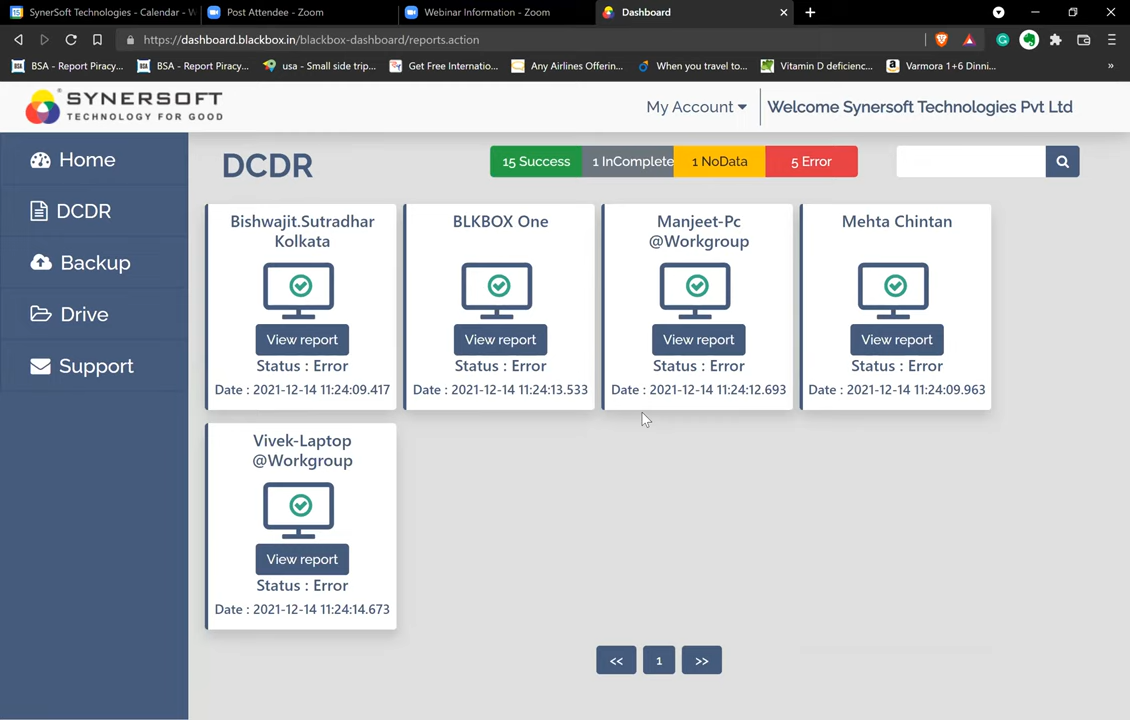 SynerSoft Technologies - Calendar - W
Post Attendee - Zoom
Webinar Information - Zoom
Dashboard
https://dashboard.blackbox.in/blackbox-dashboard/reports.action
BSA - Report Piracy...
BSA - Report Piracy...
usa - Small side trip...
Get Free Internatio...
Any Airlines Offerin...
When you travel to...
Vitamin D deficienc...
Varmora 1+6 Dinni...
SYNERSOFT
TECHNOLOGY FOR GOOD
My Account
Welcome Synersoft Technologies Pvt Ltd
Home
DCDR
Backup
Drive
Support
DCDR
15 Success
1 InComplete
1 NoData
5 Error
Bishwajit.Sutradhar
Kolkata
View report
Status : Error
Date : 2021-12-14 11:24:09.417
BLKBOX One
View report
Status : Error
Date : 2021-12-14 11:24:13.533
Manjeet-Pc
@Workgroup
View report
Status : Error
Date : 2021-12-14 11:24:12.693
Mehta Chintan
View report
Status : Error
Date : 2021-12-14 11:24:09.963
Vivek-Laptop
@Workgroup
View report
Status : Error
Date : 2021-12-14 11:24:14.673
<< 1 >>